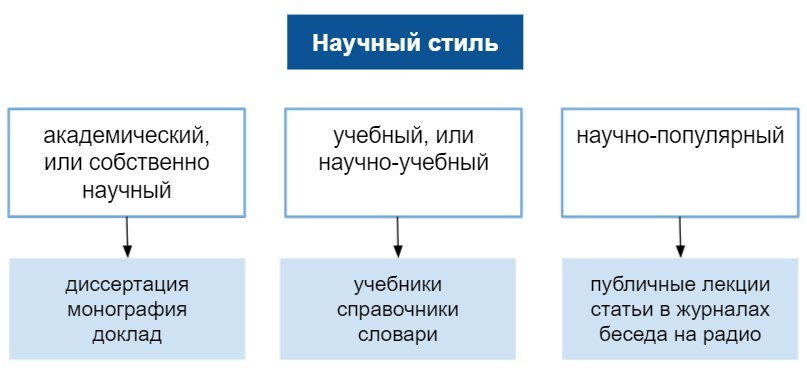 Научный стиль
академический,
или собственно
научный
учебный, или
научно-учебный
научно-популярный
диссертация
монография
доклад
учебники
справочники
словари
публичные лекции
статьи в журналах
беседа на радио